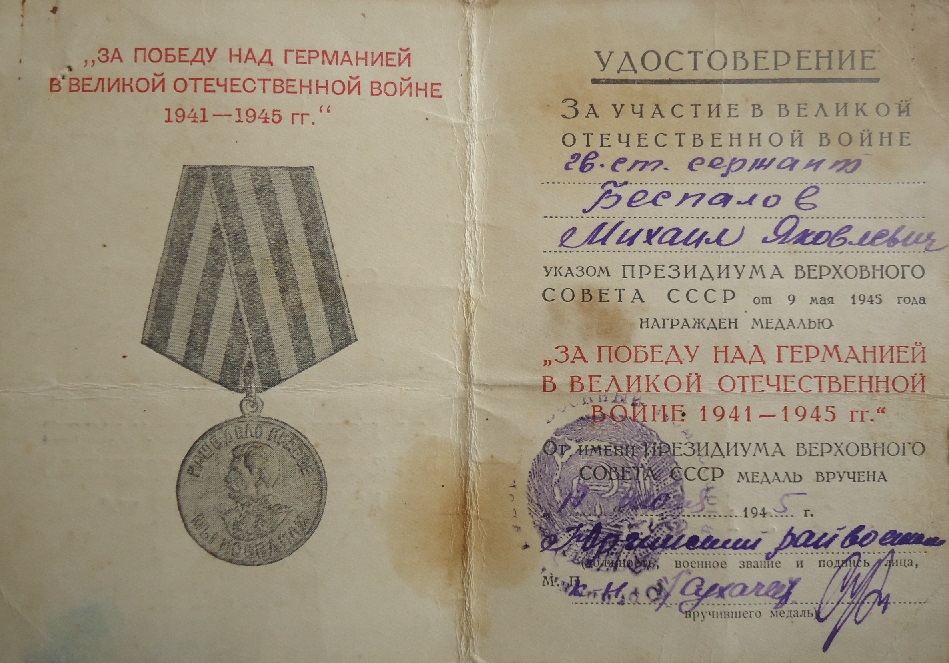 „ЗА ПОБЕДУ НАД ГЕРМАНИЕЙ
В ВЕЛИКОЙ ОТЕЧЕСТВЕННОЙ ВОЙНЕ
1941—1945 гг.“
НАШЕ ДЕЛО ПРАВОЕ
МЫ ПОБЕДИЛИ
УДОСТОВЕРЕНИЕ
ЗА УЧАСТИЕ В ВЕЛИКОЙ
ОТЕЧЕСТВЕННОЙ ВОЙНЕ
гв. ст. сержант
Беспалов
Михаил Яковлевич
УКАЗОМ ПРЕЗИДИУМА ВЕРХОВНОГО
СОВЕТА СССР от 9 мая 1945 года
НАГРАЖДЕН МЕДАЛЬЮ
„ЗА ПОБЕДУ НАД ГЕРМАНИЕЙ
В ВЕЛИКОЙ ОТЕЧЕСТВЕННОЙ
ВОЙНЕ 1941—1945 гг.“
ОТ ИМЕНИ ПРЕЗИДИУМА ВЕРХОВНОГО
СОВЕТА СССР МЕДАЛЬ ВРУЧЕНА
1945 г.
(должность, военное звание и подпись лица,
М. П.
вручившего медаль)